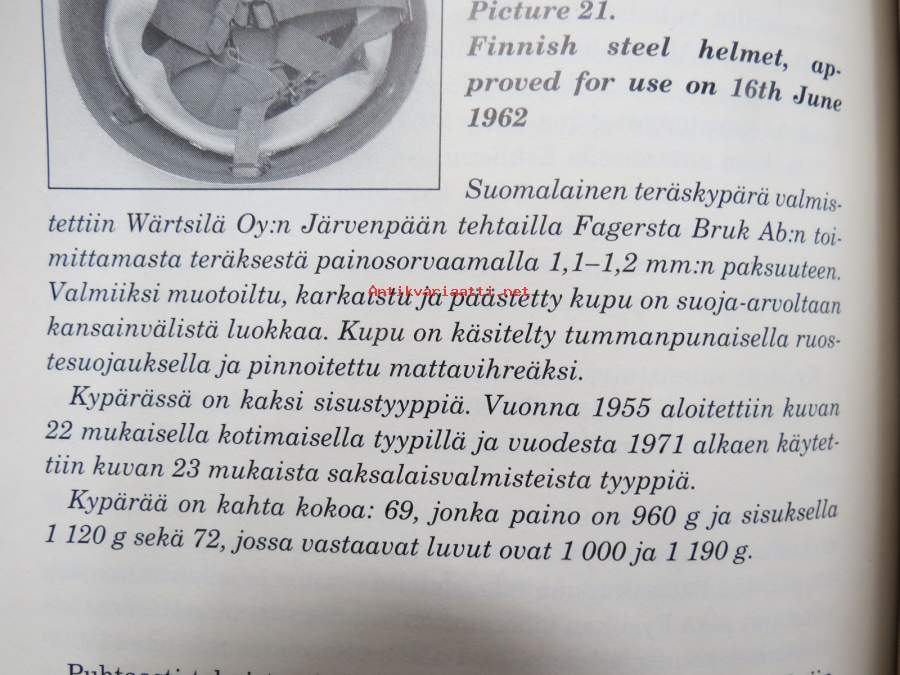 Picture 21.
Finnish steel helmet, ap-
proved for use on 16th June
1962
Suomalainen teräskypärä valmis-
tettiin Wärtsilä Oy:n Järvenpään tehtailla Fagersta Bruk Ab:n toi-
mittamasta teräksestä painosorvaamalla 1,1–1,2 mm:n paksuuteen.
Valmiiksi muotoiltu, karkaistu ja päästetty kupu on suoja-arvoltaan
Antikvariaatti.net
kansainvälistä luokkaa. Kupu on käsitelty tummanpunaisella ruos-
tesuojauksella ja pinnoitettu mattavihreäksi.
Kypärässä on kaksi sisustyyppiä. Vuonna 1955 aloitettiin kuvan
22 mukaisella kotimaisella tyypillä ja vuodesta 1971 alkaen käytet-
tiin kuvan 23 mukaista saksalaisvalmisteista tyyppiä.
Kypärää on kahta kokoa: 69, jonka paino on 960 g ja sisuksella
1 120 g sekä 72, jossa vastaavat luvut ovat 1 000 ja 1 190 g.